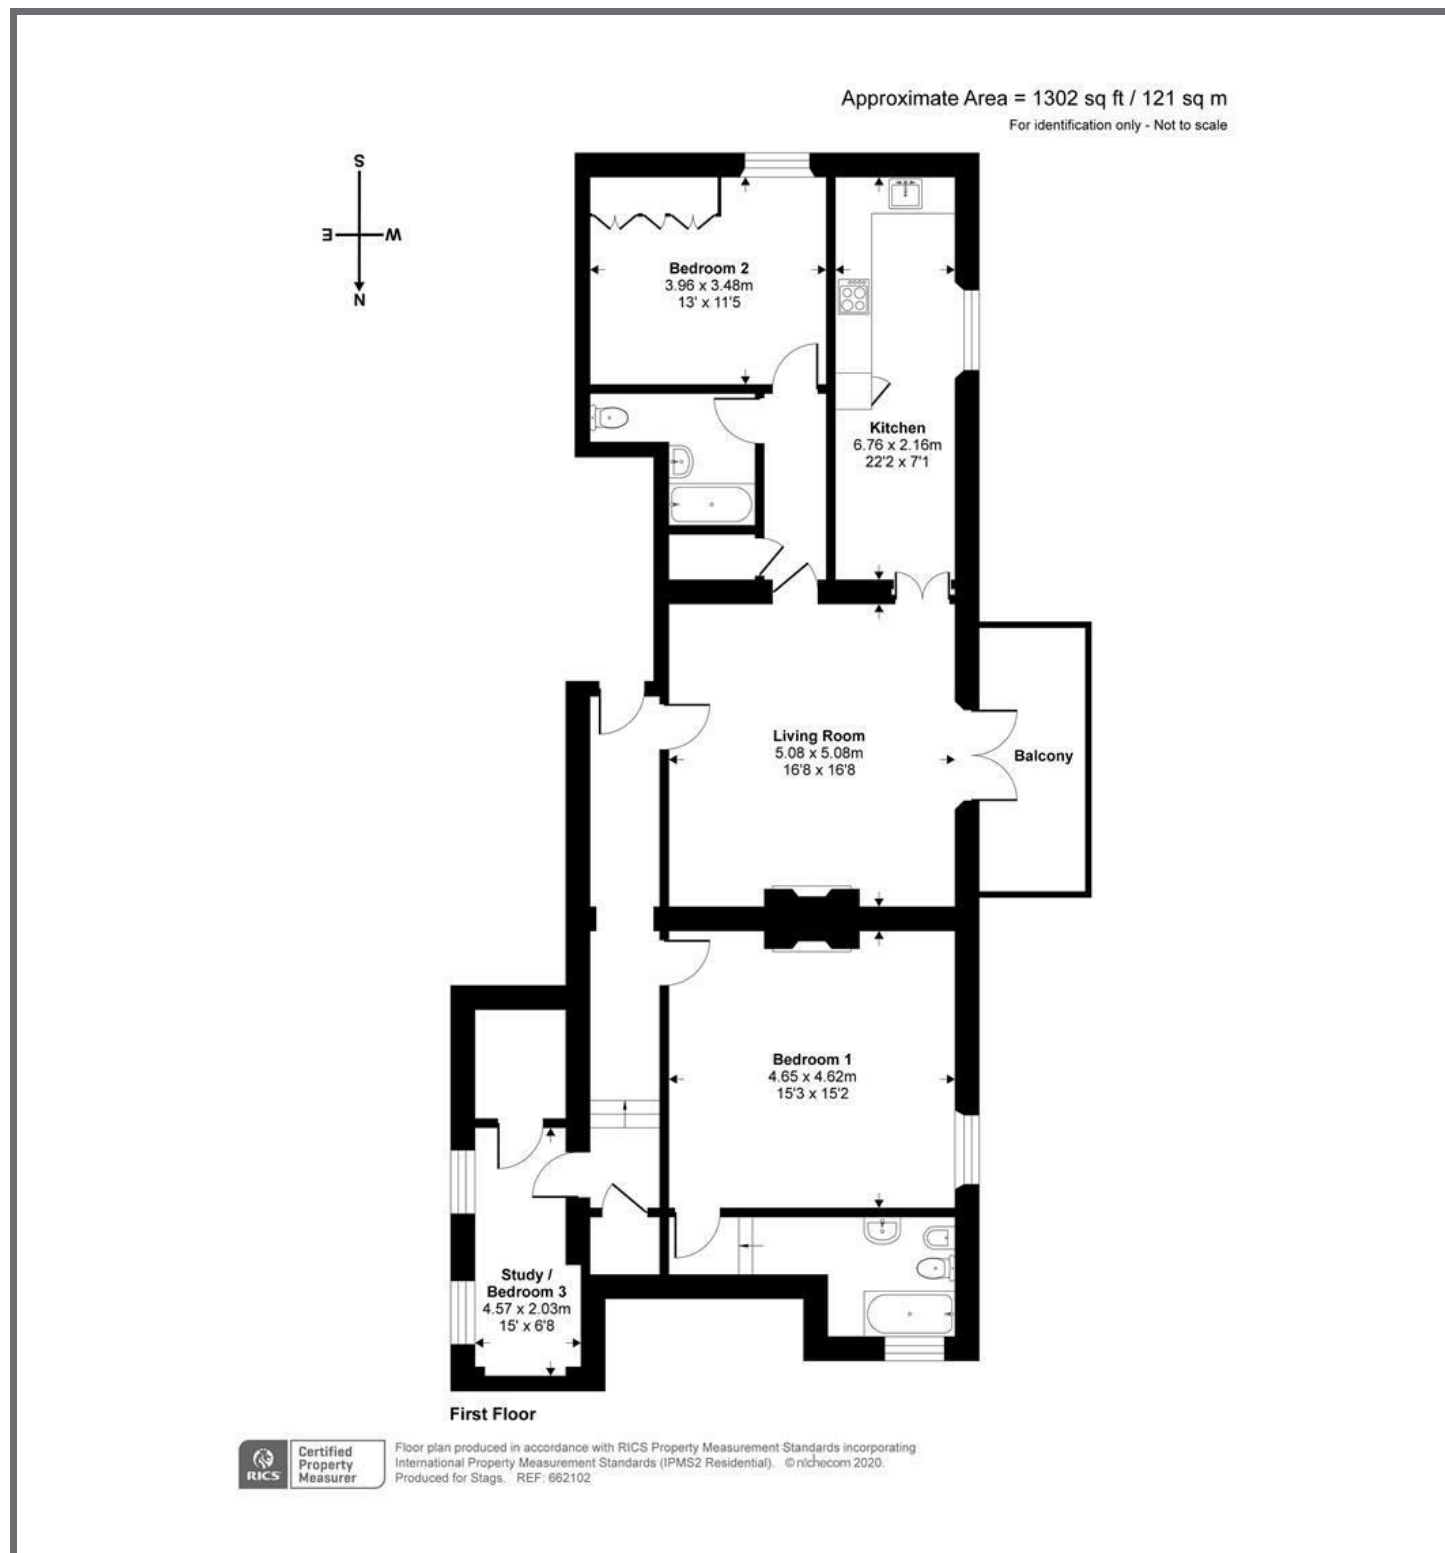 Approximate Area = 1302 sq ft / 121 sq m
For identification only - Not to scale
S
E
W
N
Bedroom 2
3.96 x 3.48m
13' x 11'5
Kitchen
6.76 x 2.16m
22'2 x 7'1
Living Room
5.08 x 5.08m
16'8 x 16'8
Balcony
Bedroom 1
4.65 x 4.62m
15'3 x 15'2
Study /
Bedroom 3
4.57 x 2.03m
15' x 6'8
First Floor
RICS
Certified
Property
Measurer
Floor plan produced in accordance with RICS Property Measurement Standards incorporating
International Property Measurement Standards (IPMS2 Residential). © nichecom 2020.
Produced for Stags. REF: 662102